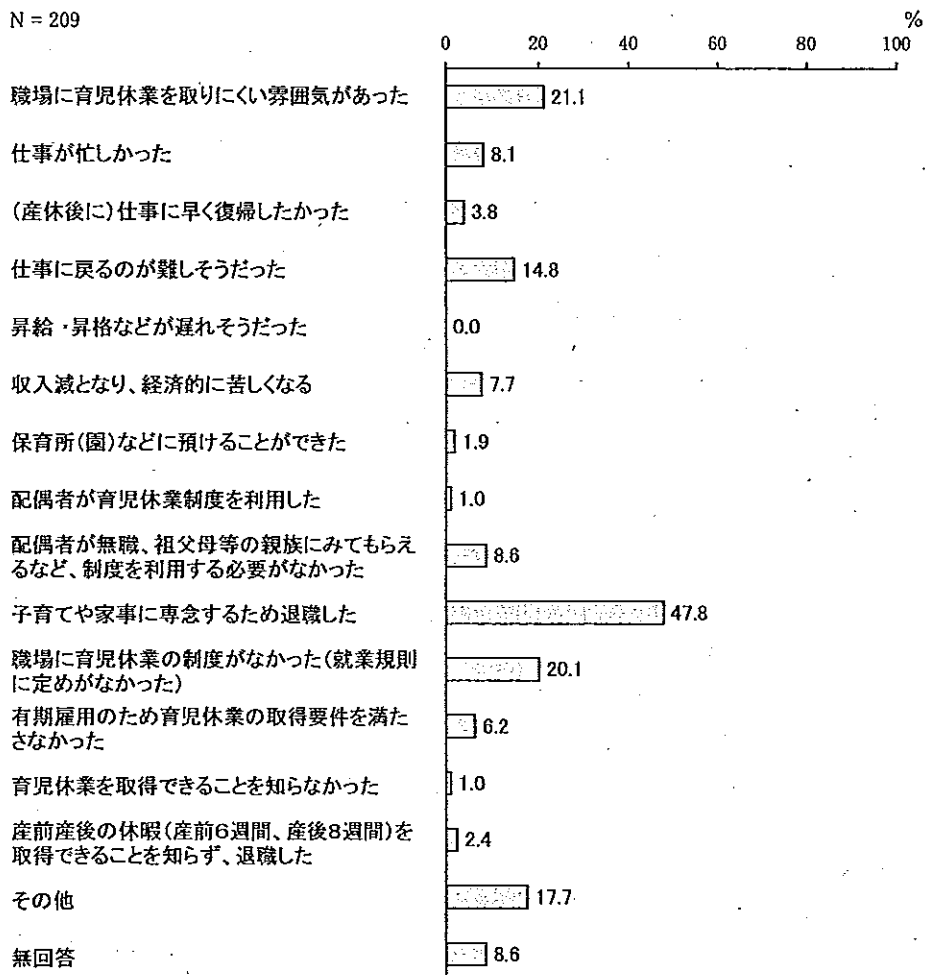 N = 209
%
0 20 40 60 80 100
職場に育児休業を取りにくい雰囲気があった 21.1
仕事が忙しかった 8.1
(産休後に)仕事に早く復帰したかった 3.8
仕事に戻るのが難しそうだった 14.8
昇給・昇格などが遅れそうだった 0.0
収入減となり、経済的に苦しくなる 7.7
保育所(園)などに預けることができた 1.9
配偶者が育児休業制度を利用した 1.0
配偶者が無職、祖父母等の親族にみてもらえ
るなど、制度を利用する必要がなかった 8.6
子育てや家事に専念するため退職した 47.8
職場に育児休業の制度がなかった(就業規則
に定めがなかった) 20.1
有期雇用のため育児休業の取得要件を満た
さなかった 6.2
育児休業を取得できることを知らなかった 1.0
産前産後の休暇(産前6週間、産後8週間)を
取得できることを知らず、退職した 2.4
その他 17.7
無回答 8.6